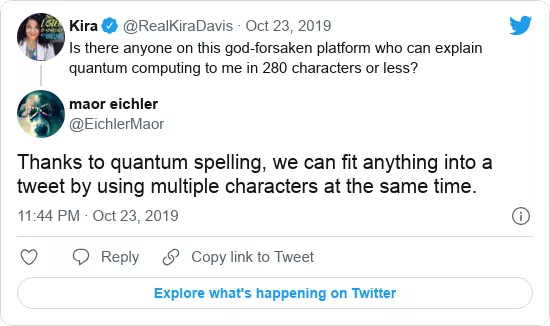 Kira @RealKiraDavis · Oct 23, 2019
Is there anyone on this god-forsaken platform who can explain
quantum computing to me in 280 characters or less?
maor eichler
@EichlerMaor
Thanks to quantum spelling, we can fit anything into a
tweet by using multiple characters at the same time.
11:44 PM · Oct 23, 2019
Reply Copy link to Tweet
Explore what's happening on Twitter